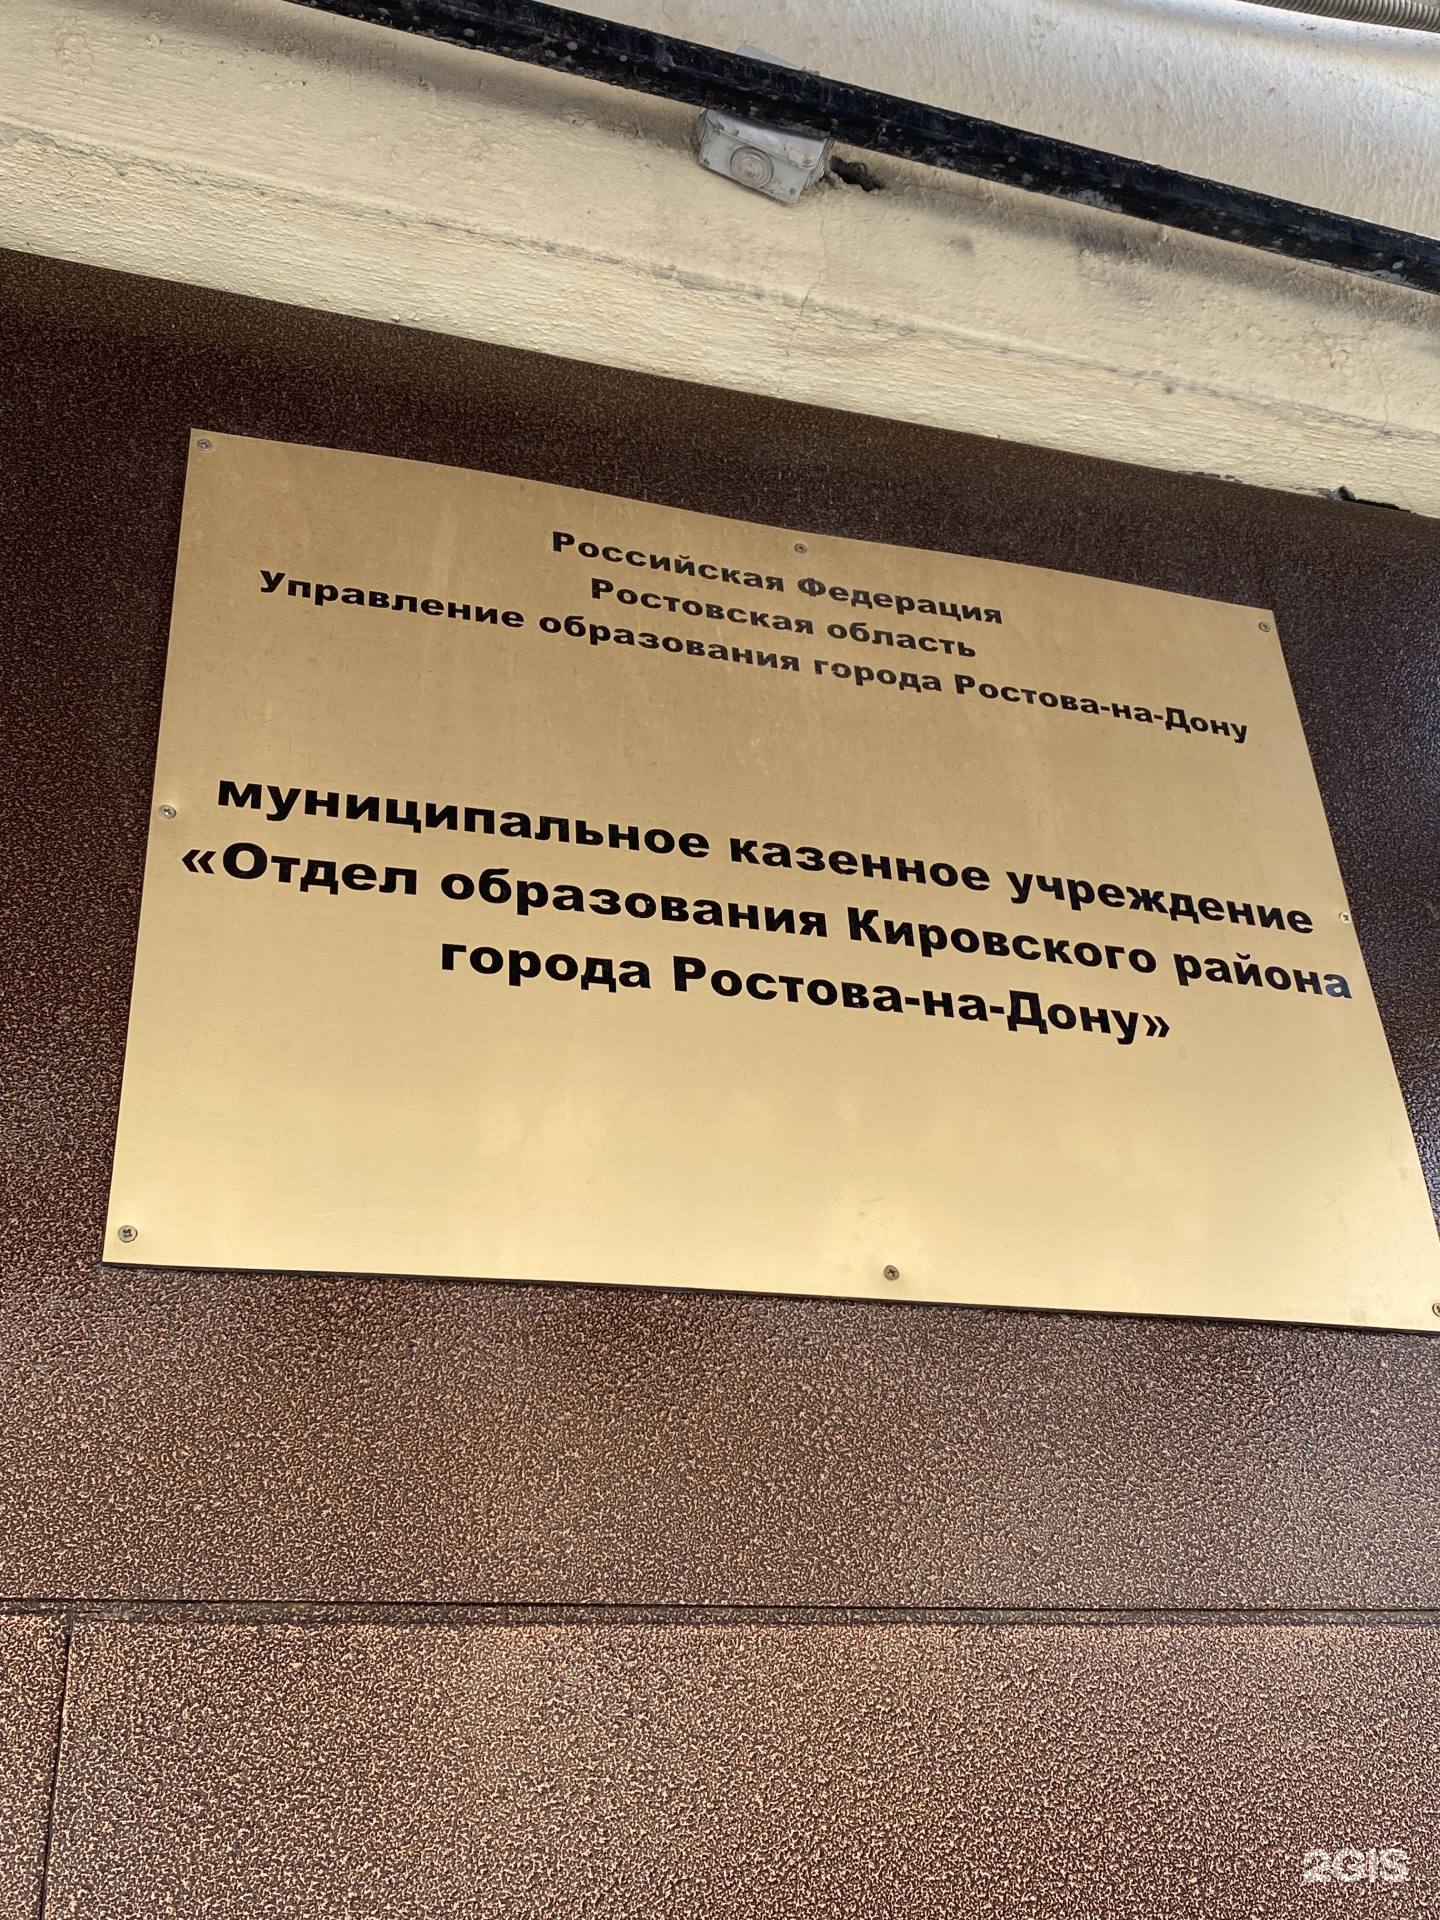 Российская Федерация
Ростовская область
Управление образования города Ростова-на-Дону
муниципальное казенное учреждение
«Отдел образования Кировского района
города Ростова-на-Дону»
2GIS